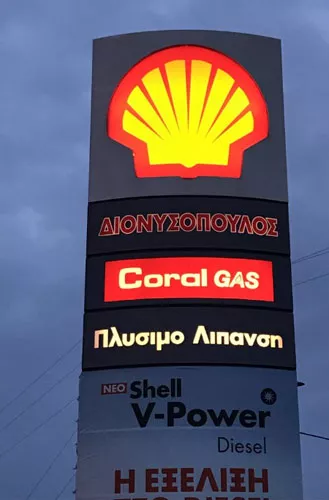 ΔΙΟΝΥΣΟΠΟΥΛΟΣ
Coral GAS
Πλυσιμο Λιπανση
ΝΕΟ Shell
V-Power
Diesel
Η ΕΞΕΛΙΞΗ